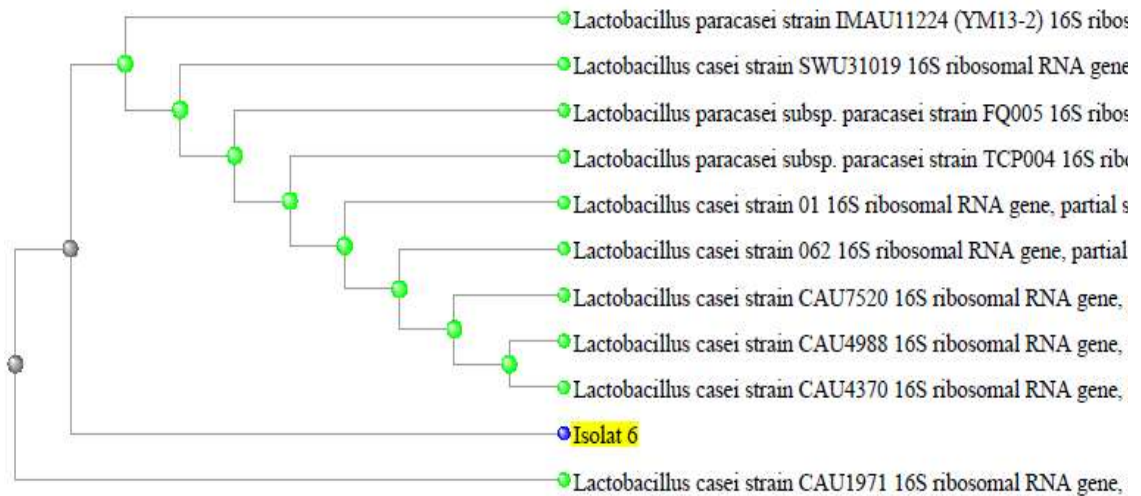 Lactobacillus paracasei strain IMAU11224 (YM13-2) 16S ribos
Lactobacillus casei strain SWU31019 16S ribosomal RNA gene
Lactobacillus paracasei subsp. paracasei strain FQ005 16S ribos
Lactobacillus paracasei subsp. paracasei strain TCP004 16S ribo
Lactobacillus casei strain 01 16S ribosomal RNA gene, partial s
Lactobacillus casei strain 062 16S ribosomal RNA gene, partial
Lactobacillus casei strain CAU7520 16S ribosomal RNA gene,
Lactobacillus casei strain CAU4988 16S ribosomal RNA gene,
Lactobacillus casei strain CAU4370 16S ribosomal RNA gene,
Isolat 6
Lactobacillus casei strain CAU1971 16S ribosomal RNA gene,